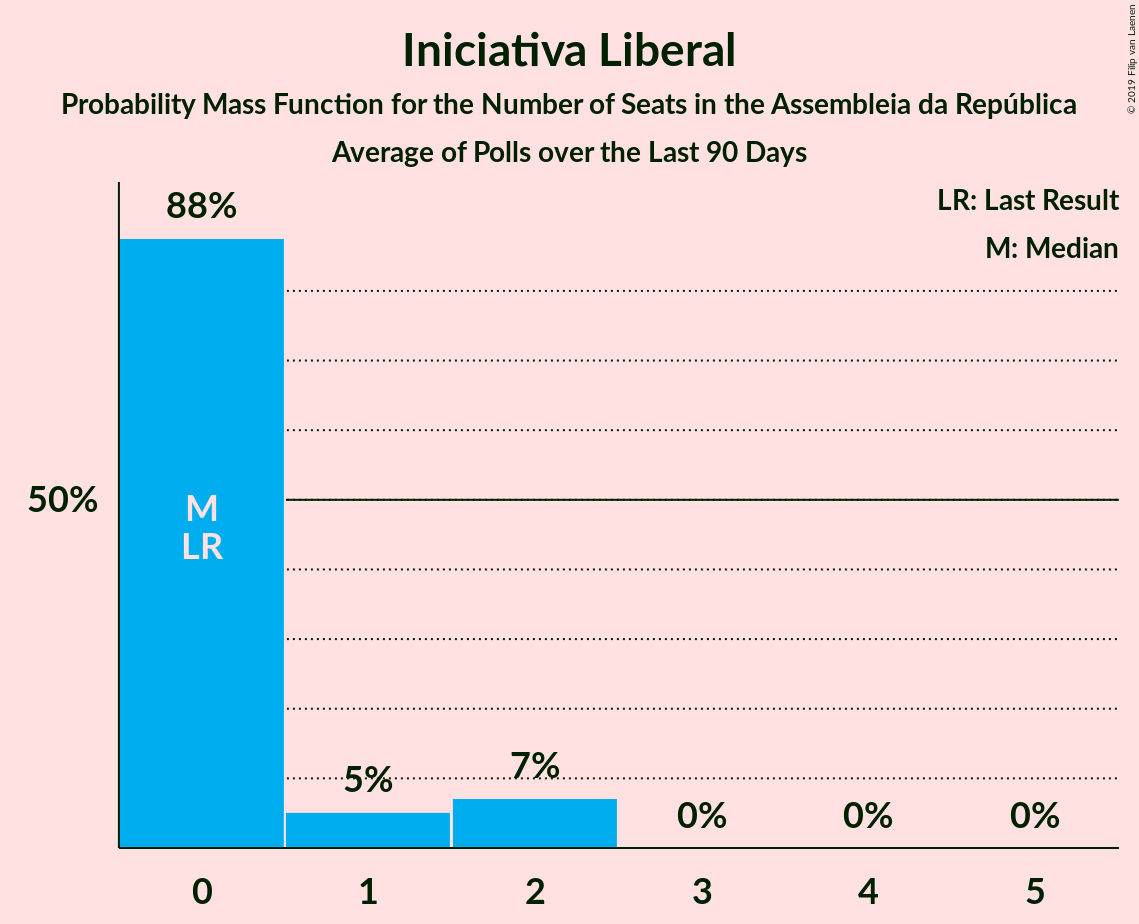 Iniciativa Liberal
Probability Mass Function for the Number of Seats in the Assembleia da República
Average of Polls over the Last 90 Days
© 2019 Filip van Laenen
LR: Last Result
M: Median
88%
50%
M
LR
5%
7%
0%
0%
0%
0
1
2
3
4
5